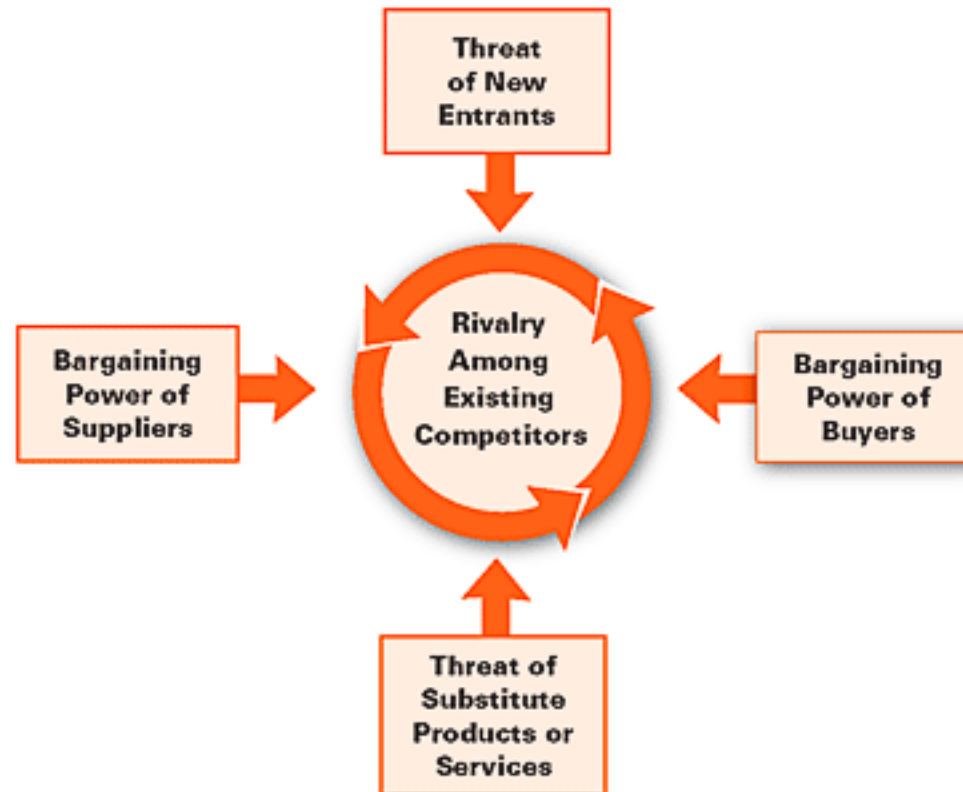 Threat
of New
Entrants
Bargaining
Power of
Suppliers
Rivalry
Among
Existing
Competitors
Bargaining
Power of
Buyers
Threat of
Substitute
Products or
Services